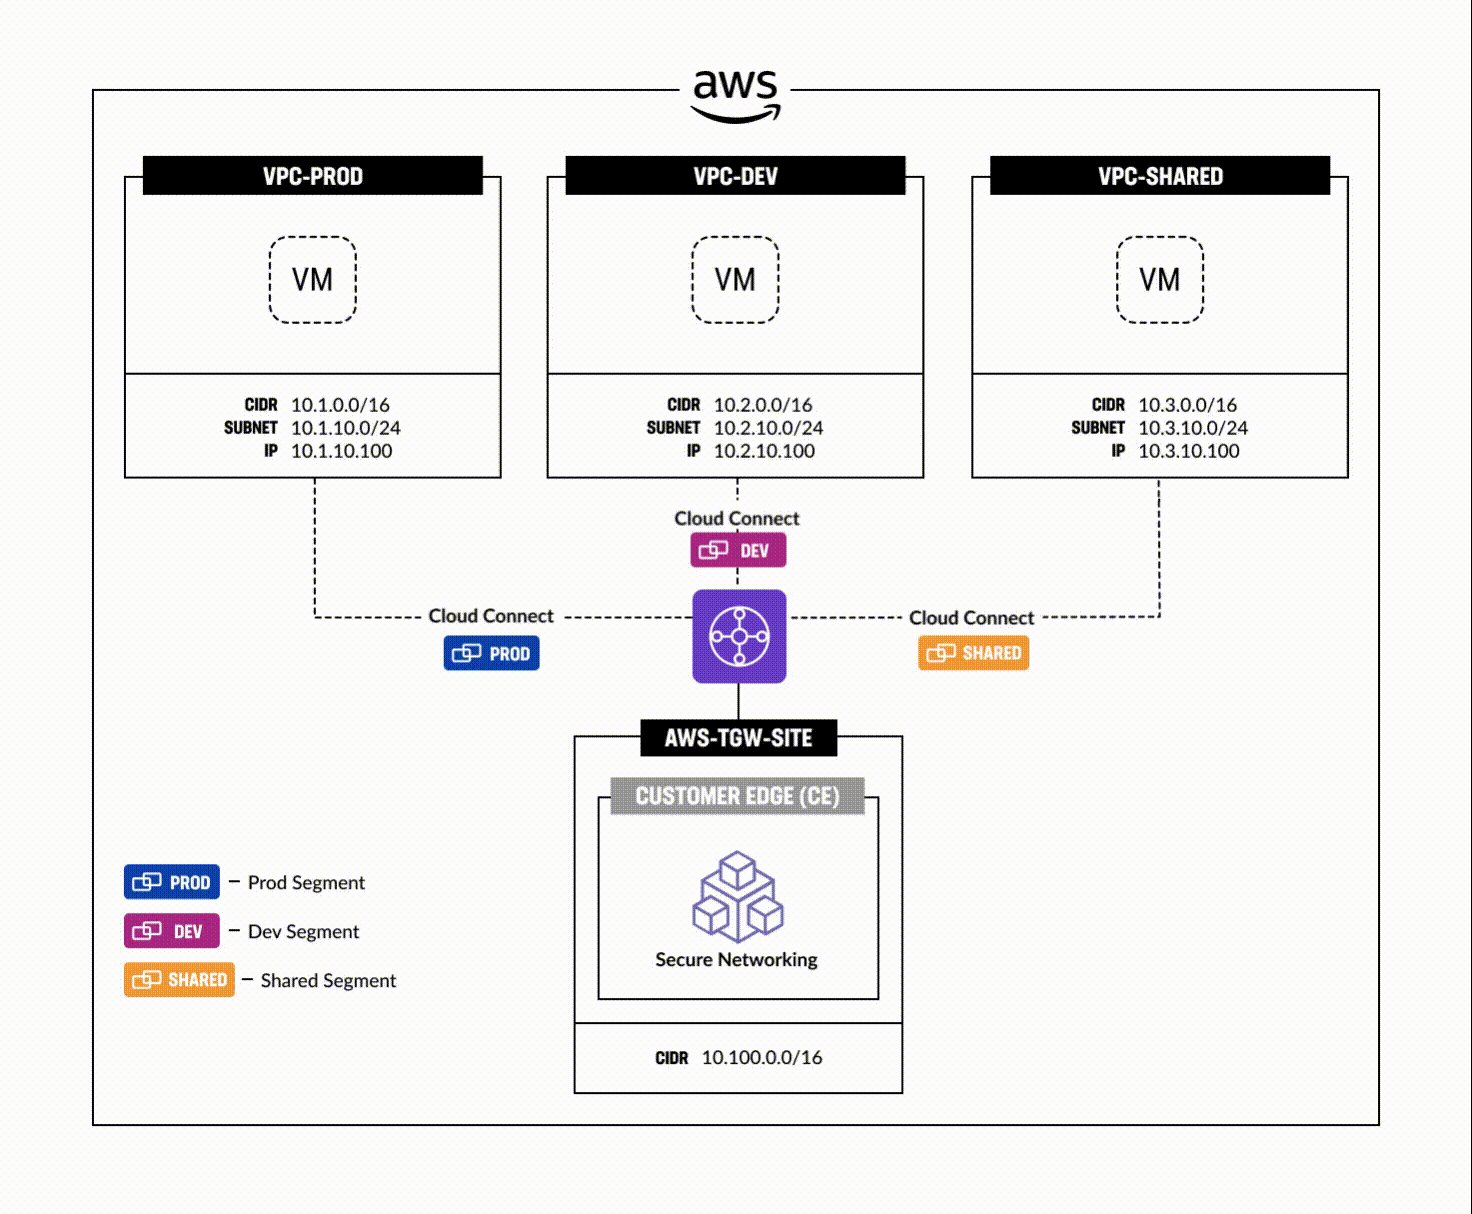 aws
VPC-PROD
VM
CIDR 10.1.0.0/16
SUBNET 10.1.10.0/24
IP 10.1.10.100
VPC-DEV
VM
CIDR 10.2.0.0/16
SUBNET 10.2.10.0/24
IP 10.2.10.100
VPC-SHARED
VM
CIDR 10.3.0.0/16
SUBNET 10.3.10.0/24
IP 10.3.10.100
Cloud Connect
DEV
Cloud Connect
PROD
Cloud Connect
SHARED
AWS-TGW-SITE
CUSTOMER EDGE (CE)
Secure Networking
CIDR 10.100.0.0/16
PROD – Prod Segment
DEV – Dev Segment
SHARED – Shared Segment